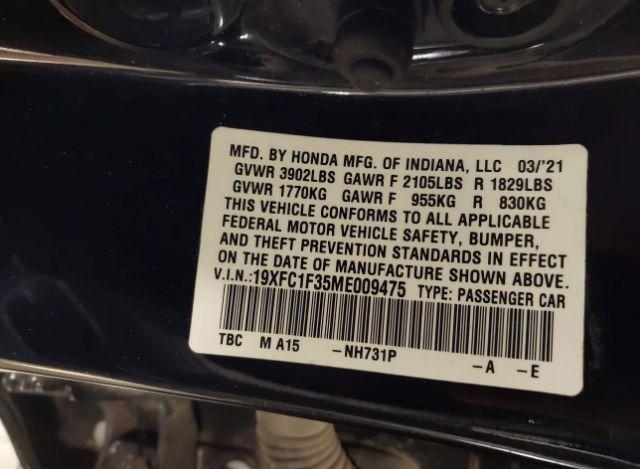 MFD. BY HONDA MFG. OF INDIANA, LLC 03/'21
GVWR 3902LBS GAWR F 2105LBS R 1829LBS
GVWR 1770KG GAWR F 955KG R 830KG
THIS VEHICLE CONFORMS TO ALL APPLICABLE
FEDERAL MOTOR VEHICLE SAFETY, BUMPER,
AND THEFT PREVENTION STANDARDS IN EFFECT
ON THE DATE OF MANUFACTURE SHOWN ABOVE.
V.I.N.:19XFC1F35ME009475 TYPE: PASSENGER CAR
TBC M A15 -NH731P -A -E